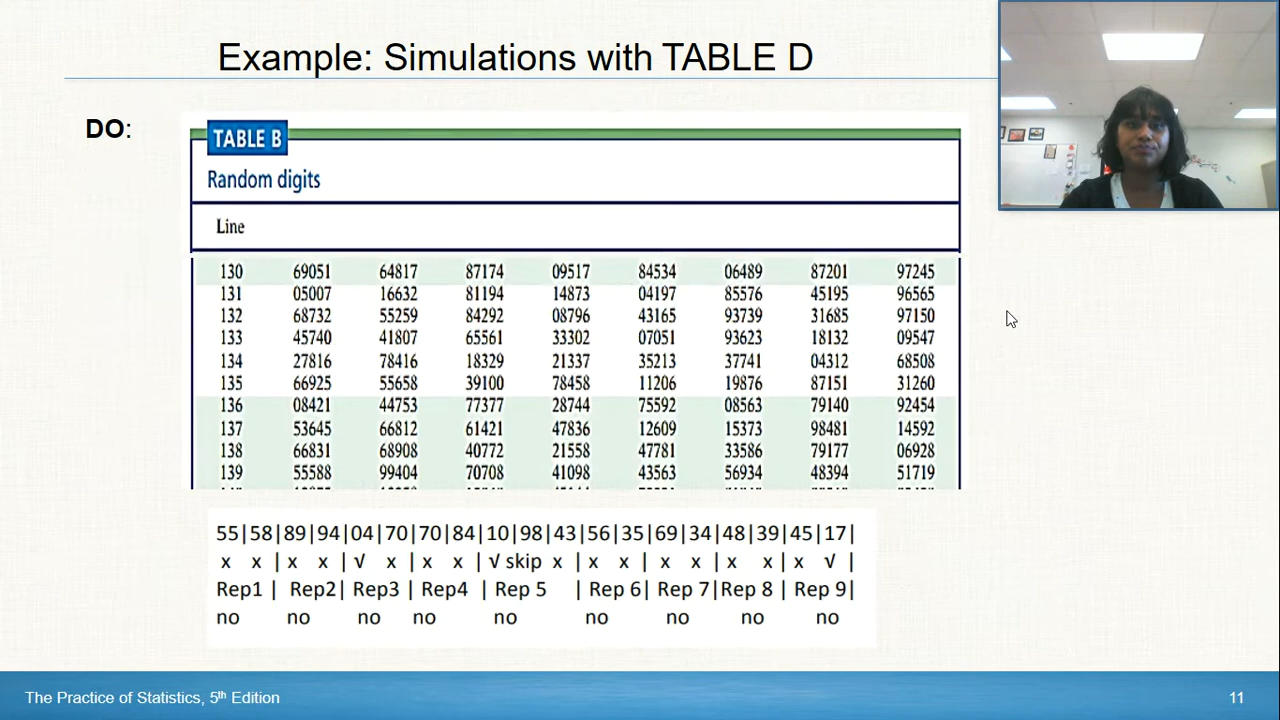 Example: Simulations with TABLE D
DO:
TABLE B
Random digits
Line
130 69051 64817 87174 09517 84534 06489 87201 97245
131 05007 16632 81194 14873 04197 85576 45195 96565
132 68732 55259 84292 08796 43165 93739 31685 97150
133 45740 41807 65561 33302 07051 93623 18132 09547
134 27816 78416 18329 21337 35213 37741 04312 68508
135 66925 55658 39100 78458 11206 19876 87151 31260
136 08421 44753 77377 28744 75592 08563 79140 92454
137 53645 66812 61421 47836 12609 15373 98481 14592
138 66831 68908 40772 21558 47781 33586 79177 06928
139 55588 99404 70708 41098 43563 56934 48394 51719
55|58|89|94|04|70|70|84|10|98|43|56|35|69|34|48|39|45|17|
x x |x x |√ x |x x |√ skip x |x x |x x |x x |x √ |
Rep1 | Rep2| Rep3 | Rep4 | Rep 5 | Rep 6| Rep 7|Rep 8 | Rep 9|
no no no no no no no no no
The Practice of Statistics, 5th Edition
11